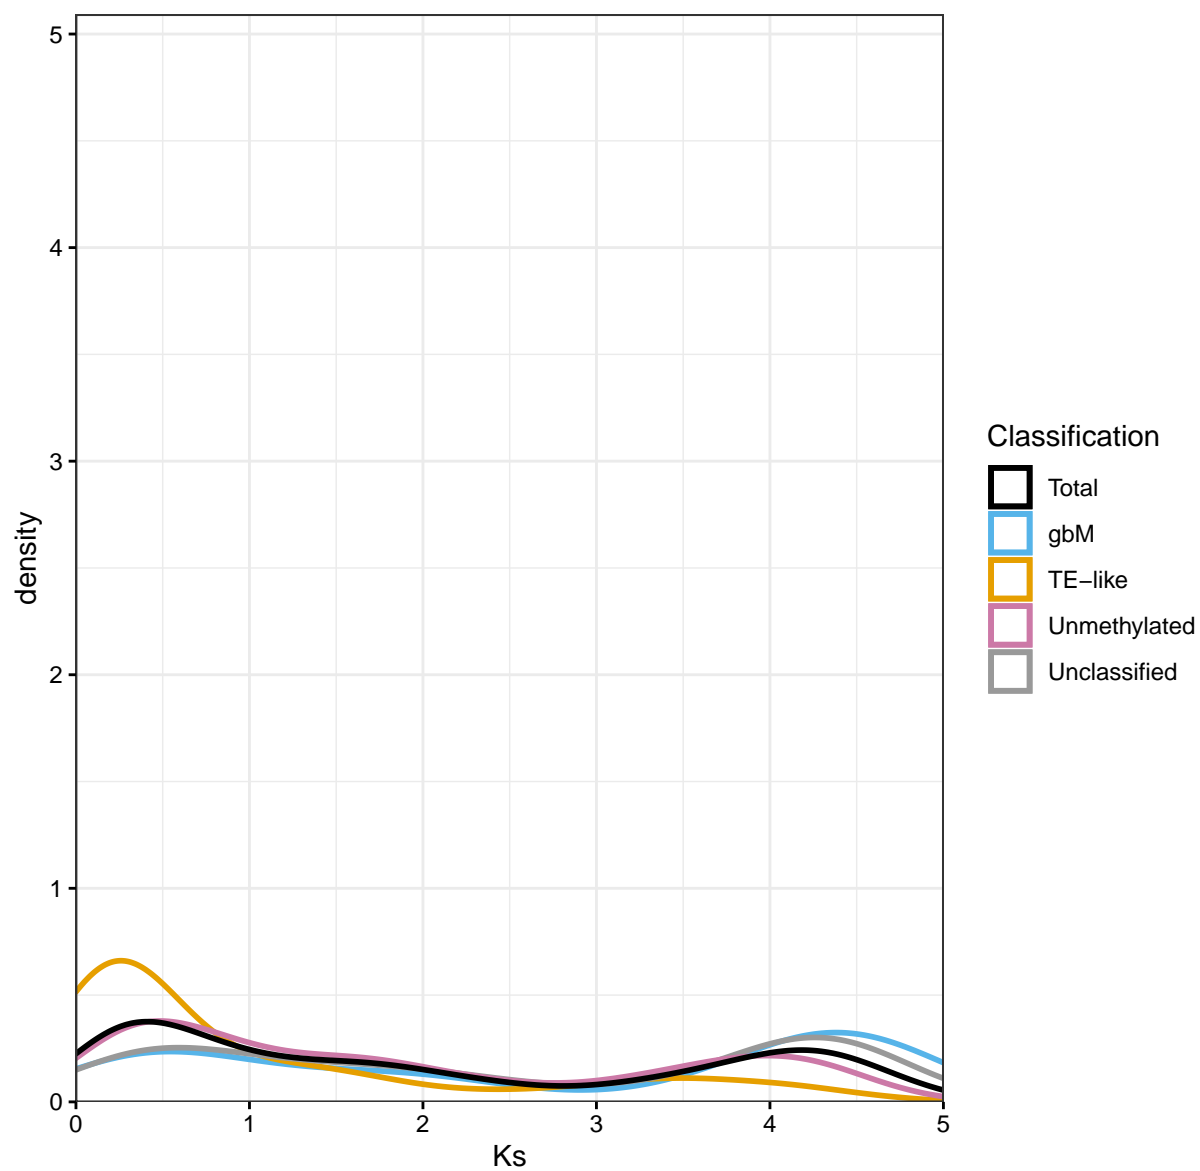 5
4
3
2
1
0
density
0 1 2 3 4 5
Ks
Classification
Total
gbM
TE−like
Unmethylated
Unclassified